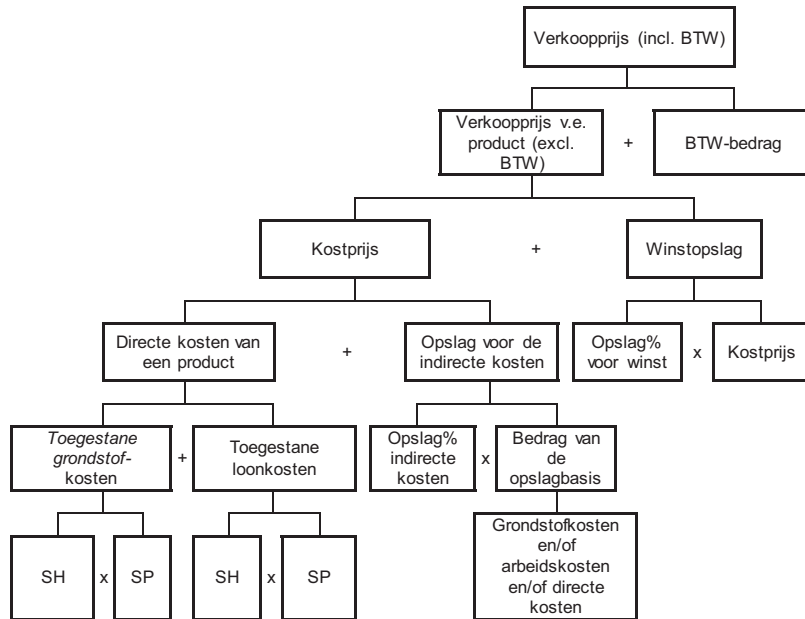 Verkoopprijs (incl. BTW)
Verkoopprijs v.e.
product (excl.
BTW)
+
BTW-bedrag
Kostprijs
+
Winstopslag
Directe kosten van
een product
+
Opslag voor de
indirecte kosten
Opslag%
voor winst
x
Kostprijs
Toegestane
grondstof-
kosten
+
Toegestane
loonkosten
Opslag%
indirecte
kosten
x
Bedrag van
de
opslagbasis
SH
x
SP
SH
x
SP
Grondstofkosten
en/of
arbeidskosten
en/of directe
kosten